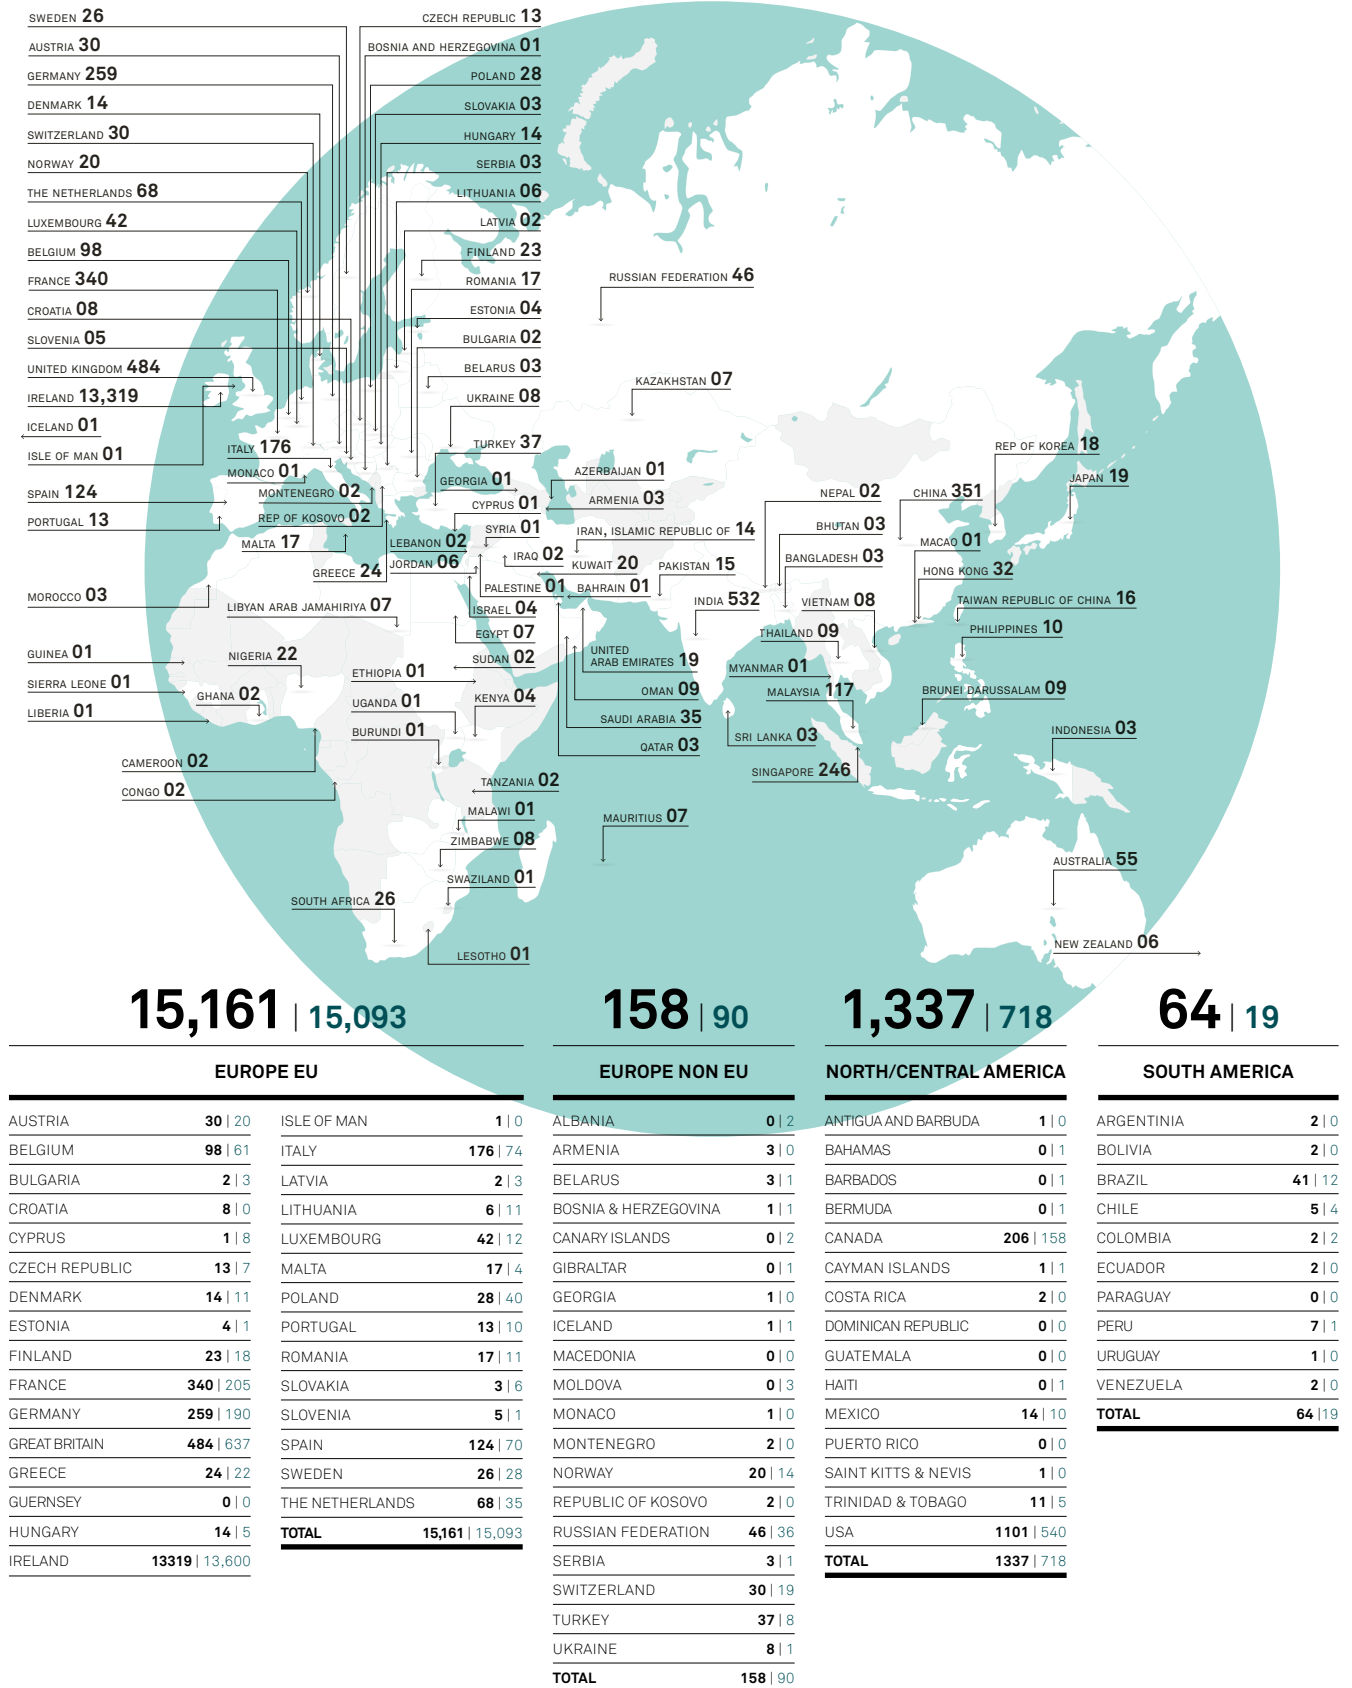 SWEDEN 26
AUSTRIA 30
GERMANY 259
DENMARK 14
SWITZERLAND 30
NORWAY 20
THE NETHERLANDS 68
LUXEMBOURG 42
BELGIUM 98
FRANCE 340
CROATIA 08
SLOVENIA 05
UNITED KINGDOM 484
IRELAND 13,319
ICELAND 01
ISLE OF MAN 01
SPAIN 124
PORTUGAL 13
MOROCCO 03
GUINEA 01
SIERRA LEONE 01
LIBERIA 01
CAMEROON 02
CONGO 02
CZECH REPUBLIC 13
BOSNIA AND HERZEGOVINA 01
POLAND 28
SLOVAKIA 03
HUNGARY 14
SERBIA 03
LITHUANIA 06
LATVIA 02
FINLAND 23
ROMANIA 17
ESTONIA 04
BULGARIA 02
BELARUS 03
UKRAINE 08
TURKEY 37
ITALY 176
MONACO 01
MONTENEGRO 02
REP OF KOSOVO 02
MALTA 17
GREECE 24
GEORGIA 01
CYPRUS 01
SYRIA 01
LEBANON 02
JORDAN 06
IRAQ 02
KUWAIT 20
PALESTINE 01
BAHRAIN 01
ISRAEL 04
EGYPT 07
SUDAN 02
LIBYAN ARAB JAMAHIRIYA 07
NIGERIA 22
GHANA 02
ETHIOPIA 01
UGANDA 01
BURUNDI 01
KENYA 04
TANZANIA 02
MALAWI 01
ZIMBABWE 08
SWAZILAND 01
SOUTH AFRICA 26
LESOTHO 01
RUSSIAN FEDERATION 46
KAZAKHSTAN 07
AZERBAIJAN 01
ARMENIA 03
IRAN, ISLAMIC REPUBLIC OF 14
PAKISTAN 15
INDIA 532
UNITED
ARAB EMIRATES 19
OMAN 09
SAUDI ARABIA 35
QATAR 03
MAURITIUS 07
NEPAL 02
BHUTAN 03
BANGLADESH 03
VIETNAM 08
THAILAND 09
MYANMAR 01
MALAYSIA 117
SRI LANKA 03
SINGAPORE 246
REP OF KOREA 18
JAPAN 19
CHINA 351
MACAO 01
HONG KONG 32
TAIWAN REPUBLIC OF CHINA 16
PHILIPPINES 10
BRUNEI DARUSSALAM 09
INDONESIA 03
AUSTRALIA 55
NEW ZEALAND 06
15,161 | 15,093
EUROPE EU
AUSTRIA 30 | 20
BELGIUM 98 | 61
BULGARIA 2 | 3
CROATIA 8 | 0
CYPRUS 1 | 8
CZECH REPUBLIC 13 | 7
DENMARK 14 | 11
ESTONIA 4 | 1
FINLAND 23 | 18
FRANCE 340 | 205
GERMANY 259 | 190
GREAT BRITAIN 484 | 637
GREECE 24 | 22
GUERNSEY 0 | 0
HUNGARY 14 | 5
IRELAND 13319 | 13,600
ISLE OF MAN 1 | 0
ITALY 176 | 74
LATVIA 2 | 3
LITHUANIA 6 | 11
LUXEMBOURG 42 | 12
MALTA 17 | 4
POLAND 28 | 40
PORTUGAL 13 | 10
ROMANIA 17 | 11
SLOVAKIA 3 | 6
SLOVENIA 5 | 1
SPAIN 124 | 70
SWEDEN 26 | 28
THE NETHERLANDS 68 | 35
TOTAL 15,161 | 15,093
158 | 90
EUROPE NON EU
ALBANIA 0 | 2
ARMENIA 3 | 0
BELARUS 3 | 1
BOSNIA & HERZEGOVINA 1 | 1
CANARY ISLANDS 0 | 2
GIBRALTAR 0 | 1
GEORGIA 1 | 0
ICELAND 1 | 1
MACEDONIA 0 | 0
MOLDOVA 0 | 3
MONACO 1 | 0
MONTENEGRO 2 | 0
NORWAY 20 | 14
REPUBLIC OF KOSOVO 2 | 0
RUSSIAN FEDERATION 46 | 36
SERBIA 3 | 1
SWITZERLAND 30 | 19
TURKEY 37 | 8
UKRAINE 8 | 1
TOTAL 158 | 90
1,337 | 718
NORTH/CENTRAL AMERICA
ANTIGUA AND BARBUDA 1 | 0
BAHAMAS 0 | 1
BARBADOS 0 | 1
BERMUDA 0 | 1
CANADA 206 | 158
CAYMAN ISLANDS 1 | 1
COSTA RICA 2 | 0
DOMINICAN REPUBLIC 0 | 0
GUATEMALA 0 | 0
HAITI 0 | 1
MEXICO 14 | 10
PUERTO RICO 0 | 0
SAINT KITTS & NEVIS 1 | 0
TRINIDAD & TOBAGO 11 | 5
USA 1101 | 540
TOTAL 1337 | 718
64 | 19
SOUTH AMERICA
ARGENTINIA 2 | 0
BOLIVIA 2 | 0
BRAZIL 41 | 12
CHILE 5 | 4
COLOMBIA 2 | 2
ECUADOR 2 | 0
PARAGUAY 0 | 0
PERU 7 | 1
URUGUAY 1 | 0
VENEZUELA 2 | 0
TOTAL 64 |19